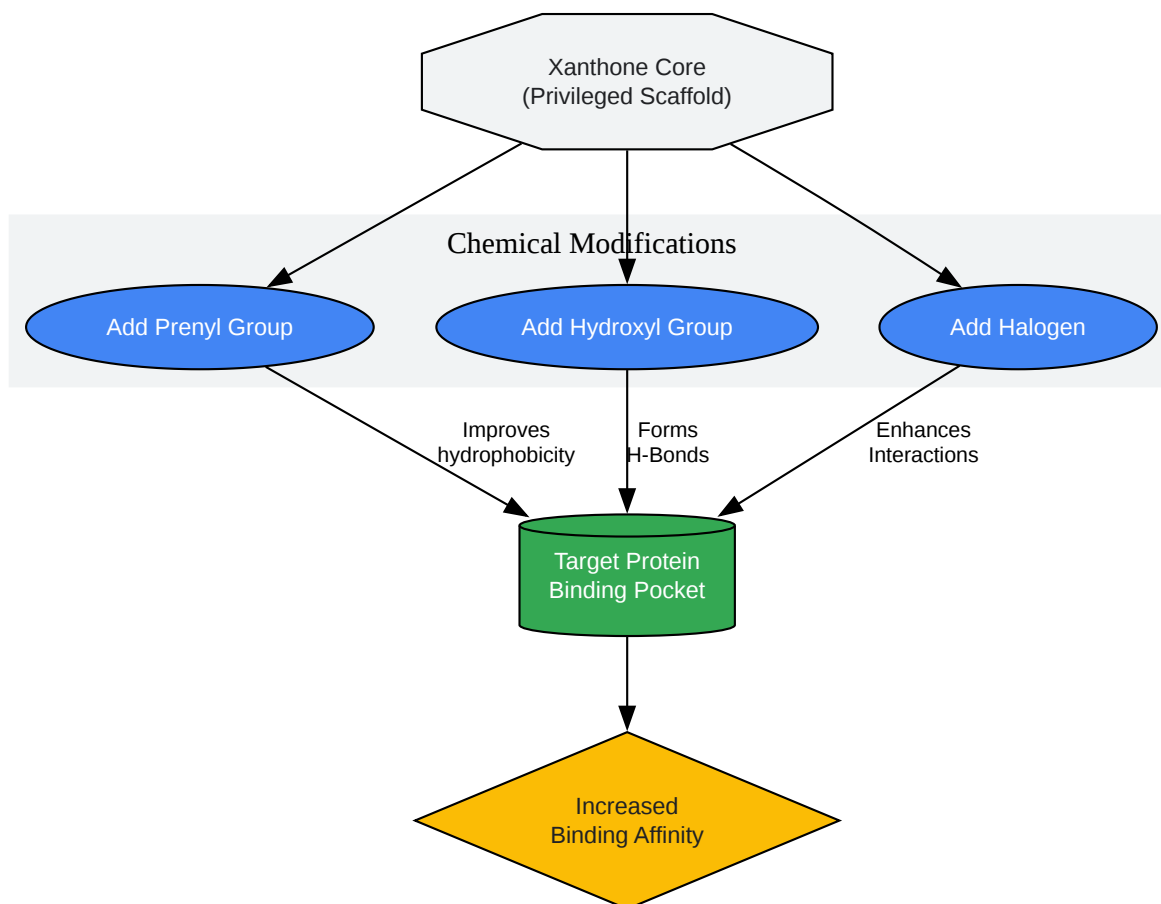 Xanthone Core
(Privileged Scaffold)
Chemical Modifications
Add Prenyl Group
Add Hydroxyl Group
Add Halogen
Improves
hydrophobicity
Forms
H-Bonds
Enhances
Interactions
Target Protein
Binding Pocket
Increased
Binding Affinity